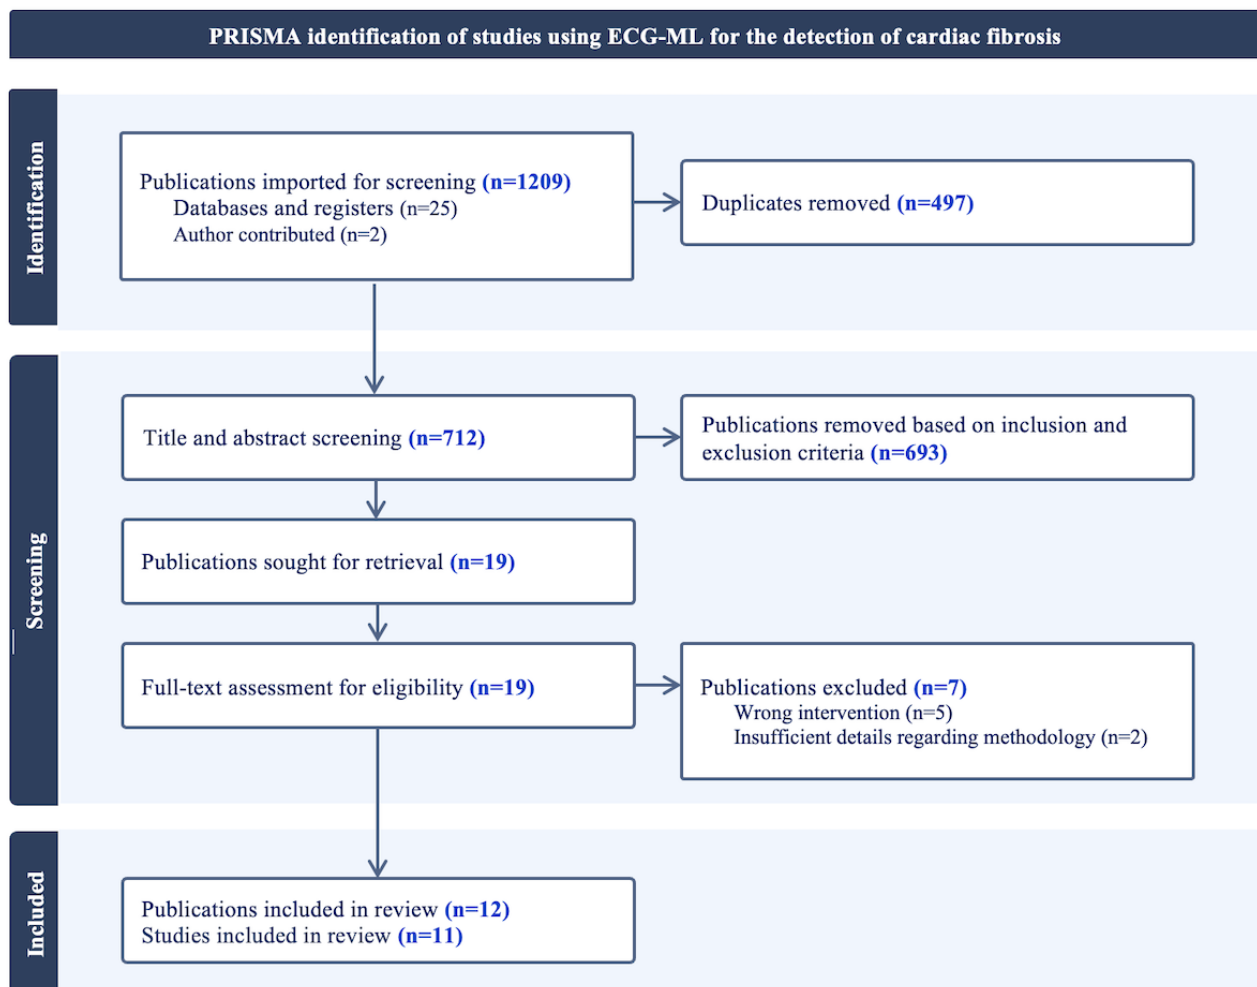 PRISMA identification of studies using ECG-ML for the detection of cardiac fibrosis
Identification
Publications imported for screening (n=1209)
Databases and registers (n=25)
Author contributed (n=2)
Duplicates removed (n=497)
Screening
Title and abstract screening (n=712)
Publications removed based on inclusion and
exclusion criteria (n=693)
Publications sought for retrieval (n=19)
Full-text assessment for eligibility (n=19)
Publications excluded (n=7)
Wrong intervention (n=5)
Insufficient details regarding methodology (n=2)
Included
Publications included in review (n=12)
Studies included in review (n=11)